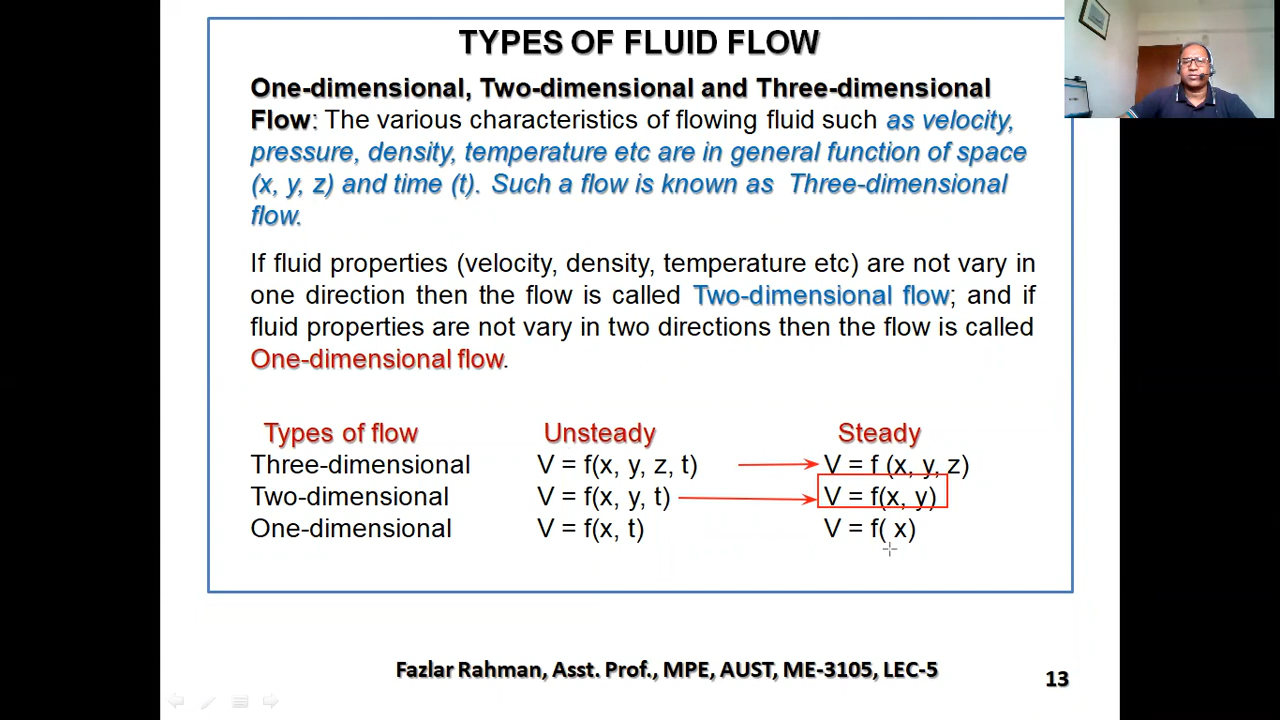 TYPES OF FLUID FLOW
One-dimensional, Two-dimensional and Three-dimensional
Flow: The various characteristics of flowing fluid such as velocity,
pressure, density, temperature etc are in general function of space
(x, y, z) and time (t). Such a flow is known as Three-dimensional
flow.
If fluid properties (velocity, density, temperature etc) are not vary in
one direction then the flow is called Two-dimensional flow; and if
fluid properties are not vary in two directions then the flow is called
One-dimensional flow.
Types of flow Unsteady Steady
Three-dimensional V = f(x, y, z, t) V = f (x, y, z)
Two-dimensional V = f(x, y, t) V = f(x, y)
One-dimensional V = f(x, t) V = f( x)
Fazlar Rahman, Asst. Prof., MPE, AUST, ME-3105, LEC-5
13